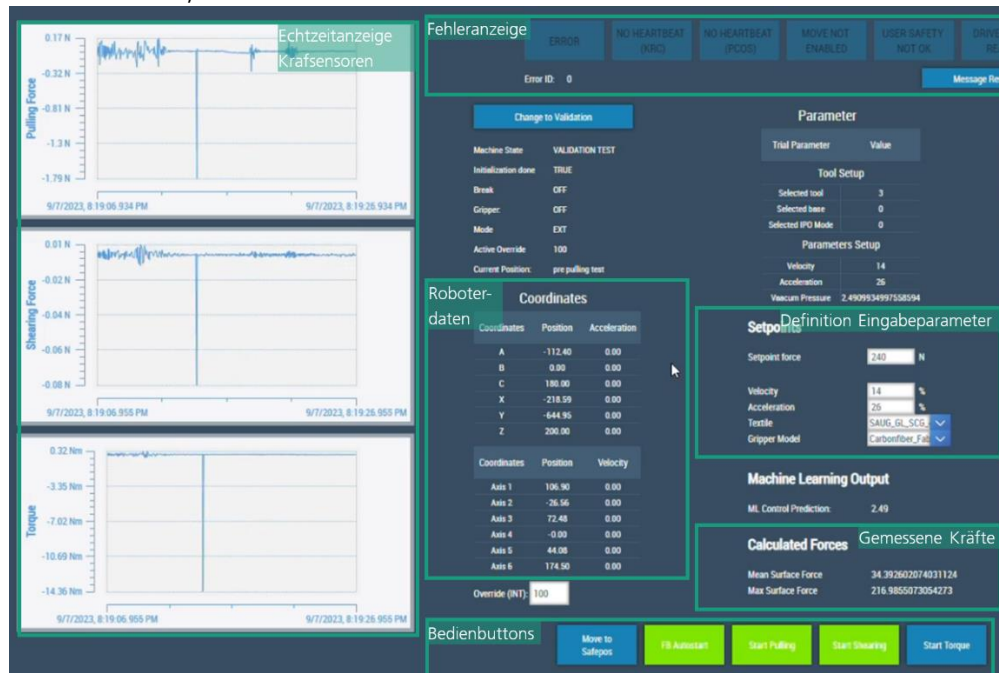 Echtzeitanzeige
Kräfsensoren
0.17 N
-0.32 N
-0.81 N
-1.3 N
-1.79 N
Pulling Force
9/7/2023, 8:19:06.934 PM 9/7/2023, 8:19:26.934 PM
0.01 N
-0.02 N
-0.04 N
-0.06 N
-0.08 N
Shearing Force
9/7/2023, 8:19:06.955 PM 9/7/2023, 8:19:26.955 PM
0.32 Nm
-3.35 Nm
-7.02 Nm
-10.69 Nm
-14.36 Nm
Torque
9/7/2023, 8:19:06.955 PM 9/7/2023, 8:19:26.955 PM
Fehleranzeige
ERROR
NO HEARTBEAT
(KRC)
NO HEARTBEAT
(PCOS)
MOVE NOT
ENABLED
USER SAFETY
NOT OK
DRIVE
RE
Error ID: 0
Message Re
Change to Validation
Machine State VALIDATION TEST
Initialization done TRUE
Break OFF
Gripper: OFF
Mode EXT
Active Override 100
Current Position: pre pulling test
Parameter
Trial Parameter Value
Tool Setup
Selected tool 3
Selected base 0
Selected IPO Mode 0
Parameters Setup
Velocity 14
Acceleration 26
Vaacum Pressure 2.4909934997558594
Roboter-
daten
Coordinates
Coordinates Position Acceleration
A -112.40 0.00
B 0.00 0.00
C 180.00 0.00
X -218.59 0.00
Y -644.95 0.00
Z 200.00 0.00
Coordinates Position Velocity
Axis 1 106.90 0.00
Axis 2 -26.56 0.00
Axis 3 72.48 0.00
Axis 4 -0.00 0.00
Axis 5 44.08 0.00
Axis 6 174.50 0.00
Override (INT): 100
Definition Eingabeparameter
Setpoints
Setpoint force 240 N
Velocity 14 %
Acceleration 26 %
Textile SAUG_GL_SCG_
Gripper Model Carbonfiber_Fab
Machine Learning Output
ML Control Prediction: 2.49
Gemessene Kräfte
Calculated Forces
Mean Surface Force 34.392602074031124
Max Surface Force 216.9855073054273
Bedienbuttons
Move to
Safepos
FB Autostart
Start Pulling
Start Shearing
Start Torque